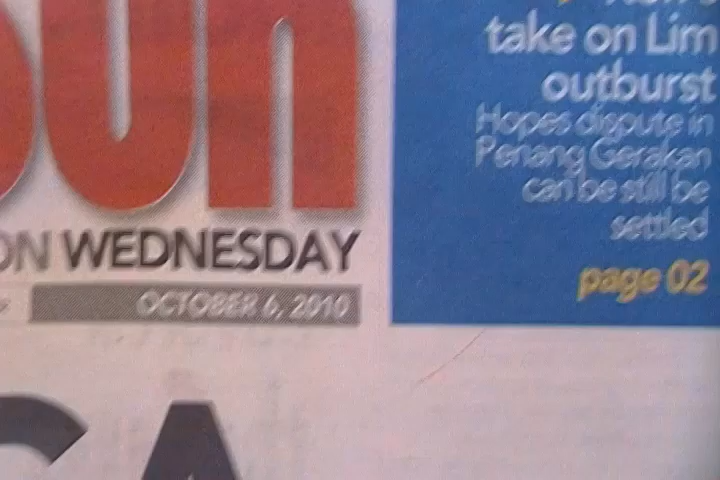 sun
ON WEDNESDAY
OCTOBER 6, 2010
take on Lim
outburst
Hopes dispute in
Penang Gerakan
can be still be
settled
page 02
CA